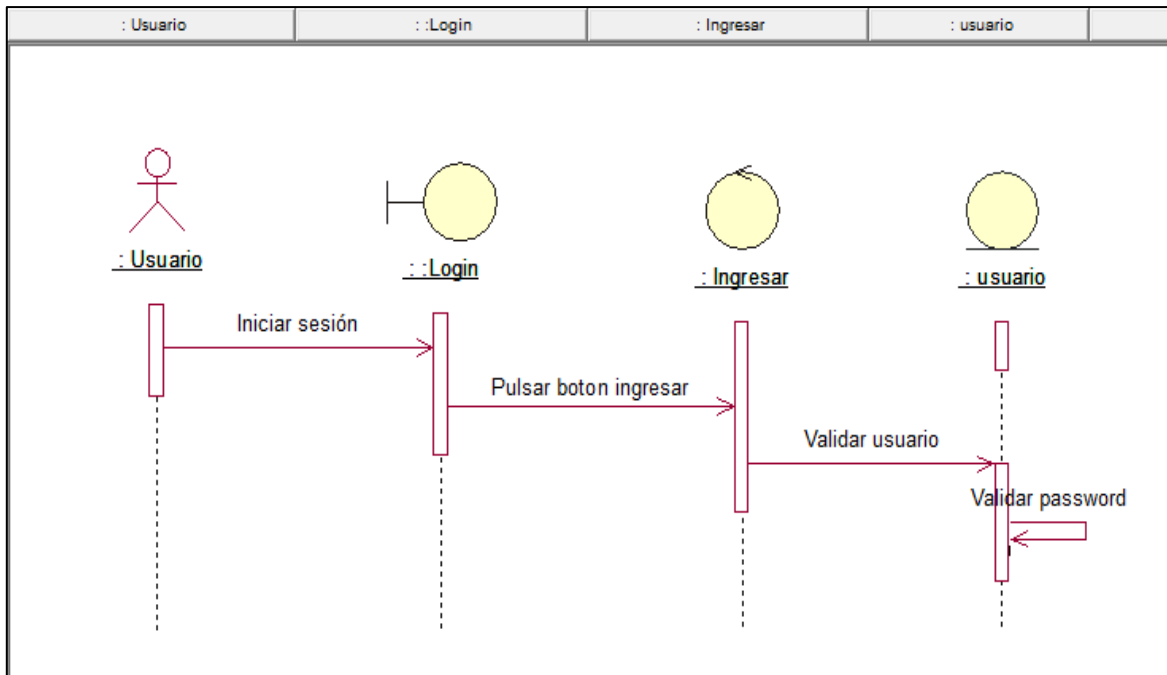 : Usuario
: :Login
: Ingresar
: usuario
: Usuario
: :Login
: Ingresar
: usuario
Iniciar sesión
Pulsar boton ingresar
Validar usuario
Validar password